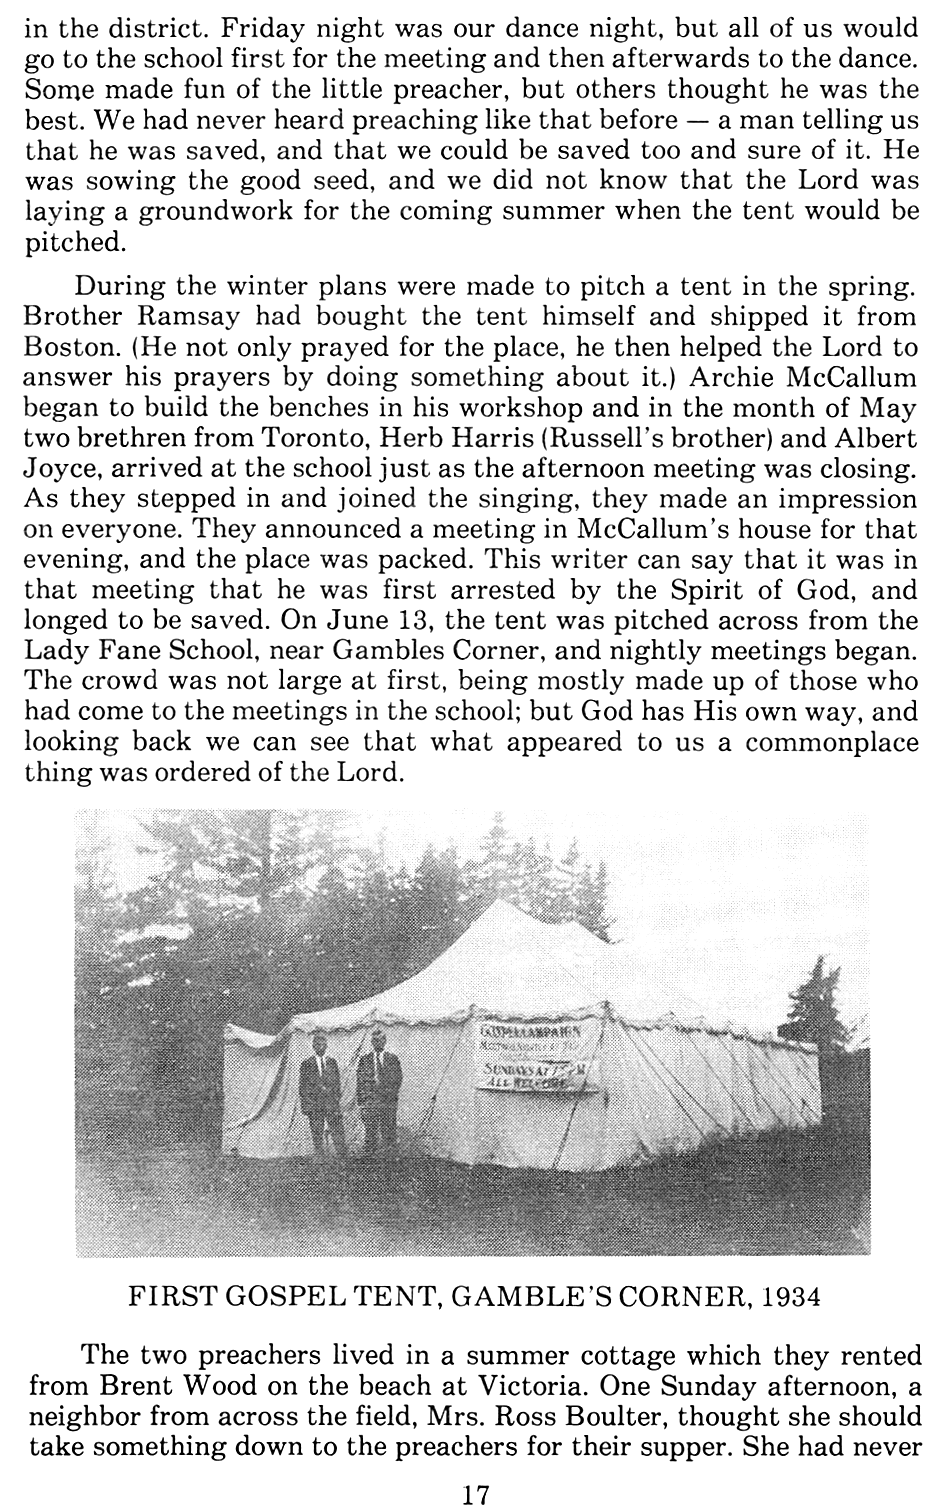 in the district. Friday night was our dance night, but all of us would
go to the school first for the meeting and then afterwards to the dance.
Some made fun of the little preacher, but others thought he was the
best. We had never heard preaching like that before — a man telling us
that he was saved, and that we could be saved too and sure of it. He
was sowing the good seed, and we did not know that the Lord was
laying a groundwork for the coming summer when the tent would be
pitched.
During the winter plans were made to pitch a tent in the spring.
Brother Ramsay had bought the tent himself and shipped it from
Boston. (He not only prayed for the place, he then helped the Lord to
answer his prayers by doing something about it.) Archie McCallum
began to build the benches in his workshop and in the month of May
two brethren from Toronto, Herb Harris (Russell's brother) and Albert
Joyce, arrived at the school just as the afternoon meeting was closing.
As they stepped in and joined the singing, they made an impression
on everyone. They announced a meeting in McCallum's house for that
evening, and the place was packed. This writer can say that it was in
that meeting that he was first arrested by the Spirit of God, and
longed to be saved. On June 13, the tent was pitched across from the
Lady Fane School, near Gambles Corner, and nightly meetings began.
The crowd was not large at first, being mostly made up of those who
had come to the meetings in the school; but God has His own way, and
looking back we can see that what appeared to us a commonplace
thing was ordered of the Lord.
GOSPEL CAMPAIGN
SUNDAYS AT
ALL WELCOME
FIRST GOSPEL TENT, GAMBLE'S CORNER, 1934
The two preachers lived in a summer cottage which they rented
from Brent Wood on the beach at Victoria. One Sunday afternoon, a
neighbor from across the field, Mrs. Ross Boulter, thought she should
take something down to the preachers for their supper. She had never
17